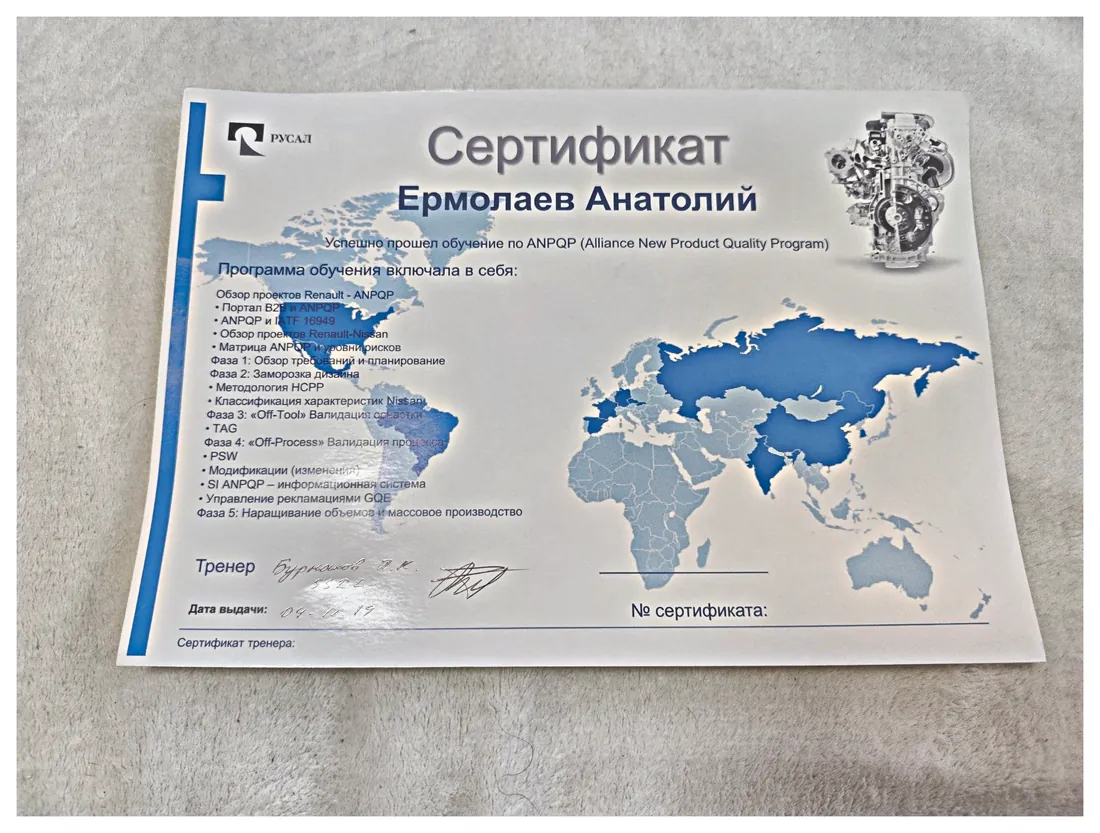 РУСАЛ
Сертификат
Ермолаев Анатолий
Успешно прошел обучение по ANPQP (Alliance New Product Quality Program)
Программа обучения включала в себя:
Обзор проектов Renault - ANPQP
• Портал B2B и ANPQP
• ANPQP и IATF 16949
• Обзор проектов Renault-Nissan
• Матрица ANPQP и уровни рисков
Фаза 1: Обзор требований и планирование
Фаза 2: Заморозка дизайна
• Методология HCPP
• Классификация характеристик Nissan
Фаза 3: «Off-Tool» Валидация оснастки
• TAG
Фаза 4: «Off-Process» Валидация процесса
• PSW
• Модификации (изменения)
• SI ANPQP – информационная система
• Управление рекламациями GQE
Фаза 5: Наращивание объемов и массовое производство
Тренер
Дата выдачи:
№ сертификата:
Сертификат тренера: